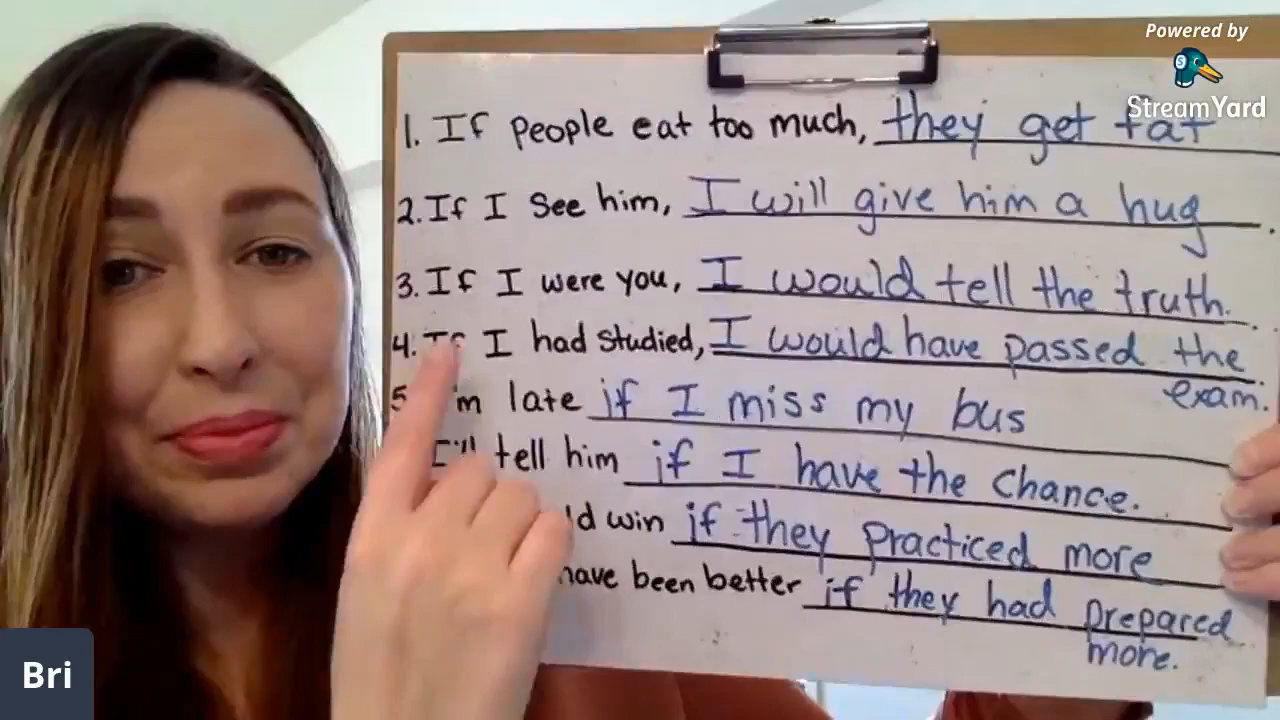 Powered by
StreamYard
1. If people eat too much, they get fat
2. If I see him, I will give him a hug.
3. If I were you, I would tell the truth.
4. If I had studied, I would have passed the
exam.
5 'm late if I miss my bus
I'll tell him if I have the chance.
win if they practiced more
have been better if they had prepared
more.
Bri